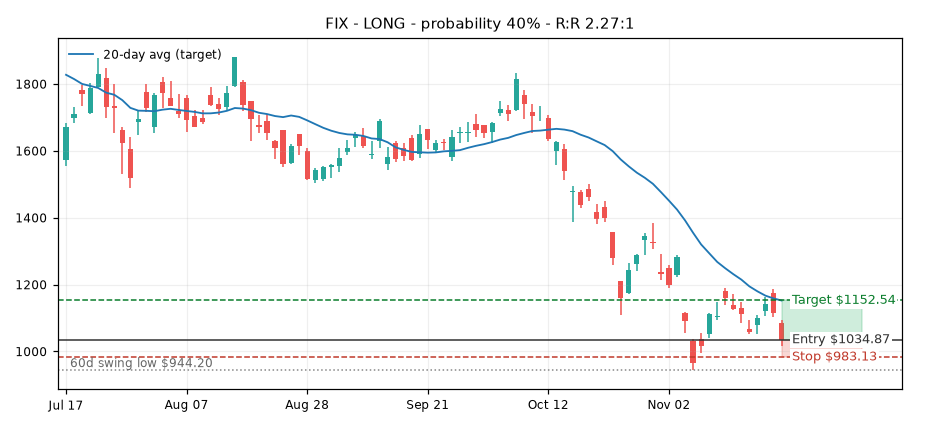 FIX - LONG - probability 40% - R:R 2.27:1
20-day avg (target)
1800
1600
1400
1200
1000
Target $1152.54
Entry $1034.87
Stop $983.13
60d swing low $944.20
Jul 17
Aug 07
Aug 28
Sep 21
Oct 12
Nov 02